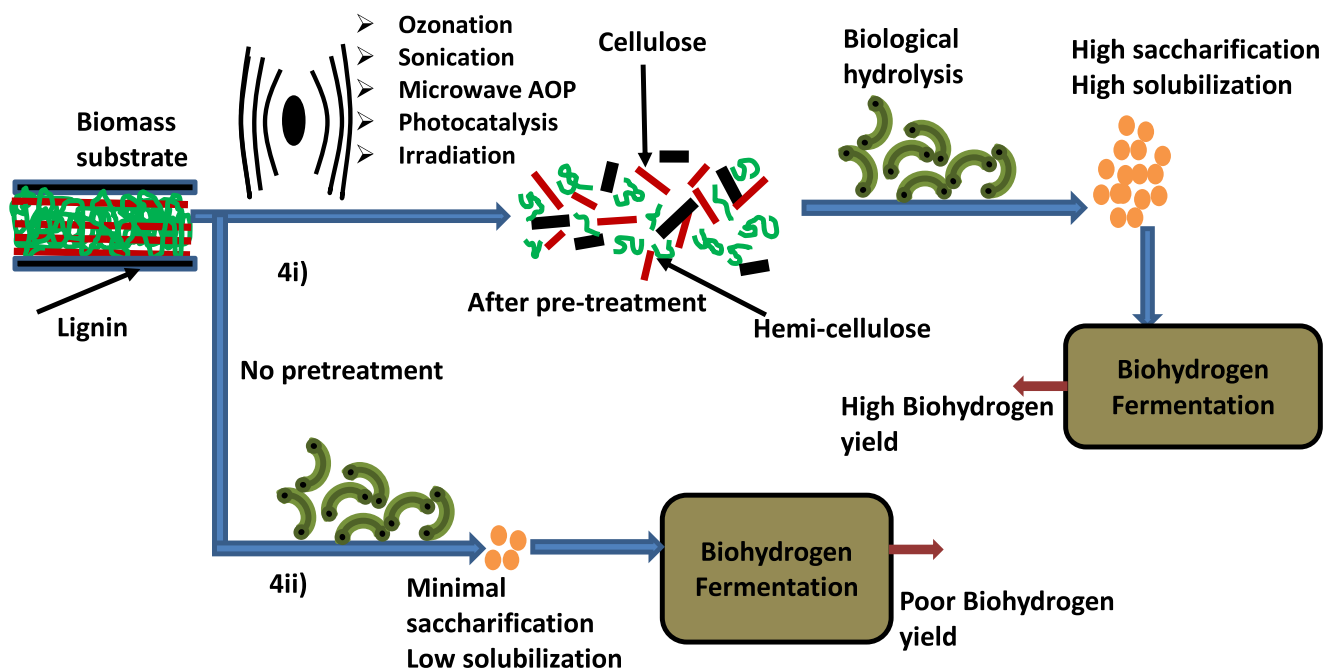 Ozonation
Sonication
Microwave AOP
Photocatalysis
Irradiation
Biomass
substrate
Lignin
4i)
Cellulose
After pre-treatment
Hemi-cellulose
Biological
hydrolysis
High saccharification
High solubilization
Biohydrogen
Fermentation
High Biohydrogen
yield
No pretreatment
4ii)
Minimal
saccharification
Low solubilization
Biohydrogen
Fermentation
Poor Biohydrogen
yield